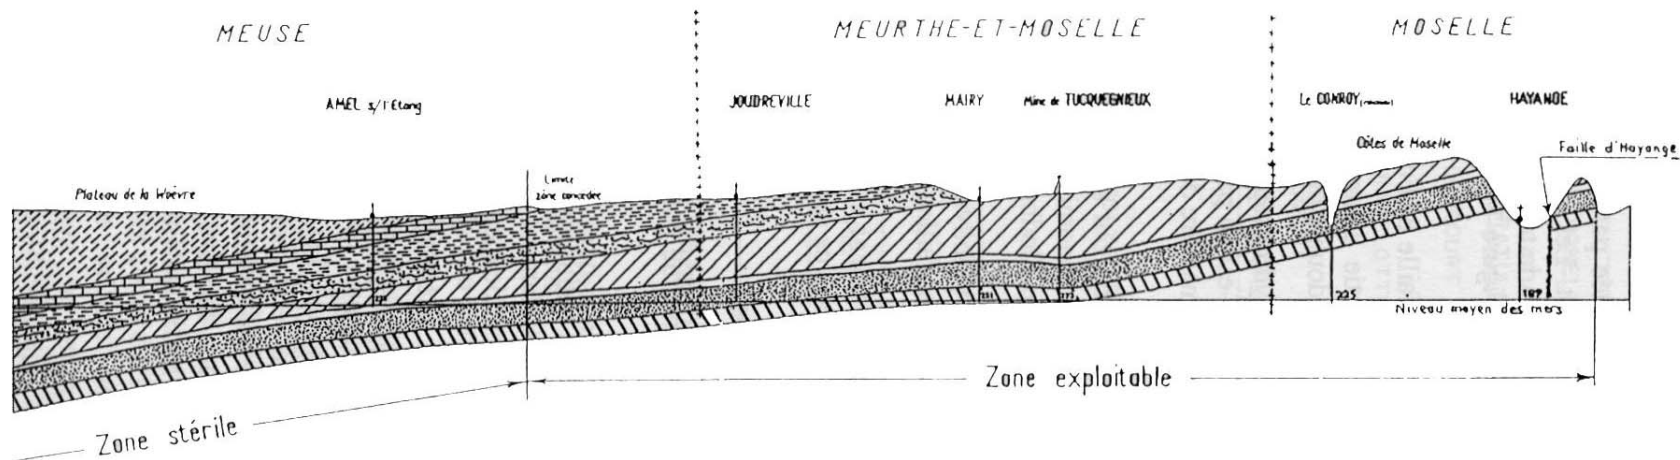 MEUSE
MEURTHE-ET-MOSELLE
MOSELLE
AMEL s/l'Etang
JOUDREVILLE
MAIRY
Mine de TUCQUEGNIEUX
Le CONROY
HAYANGE
Côtes de Moselle
Faille d'Hayange
Plateau de la Woëvre
Limite
zone concédée
225
187
Niveau moyen des mers
Zone exploitable
Zone stérile